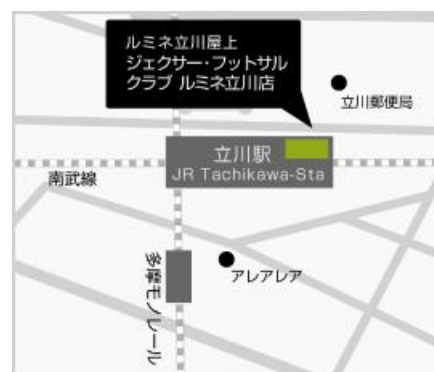 ルミネ立川屋上
ジェクサー・フットサル
クラブ ルミネ立川店
立川郵便局
立川駅
JR Tachikawa-Sta
南武線
アレアレア
多摩モノレール